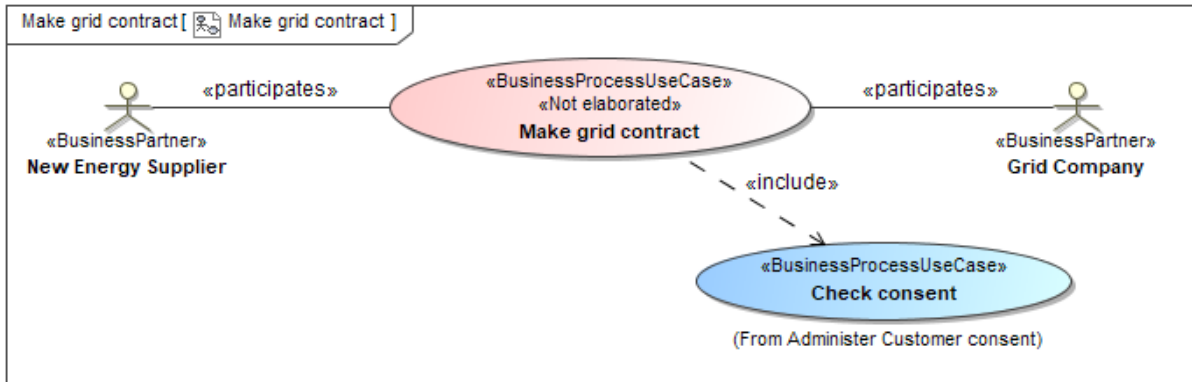 Make grid contract [ Make grid contract ]
«BusinessPartner»
New Energy Supplier
«participates»
«BusinessProcessUseCase»
«Not elaborated»
Make grid contract
«participates»
«BusinessPartner»
Grid Company
«include»
«BusinessProcessUseCase»
Check consent
(From Administer Customer consent)